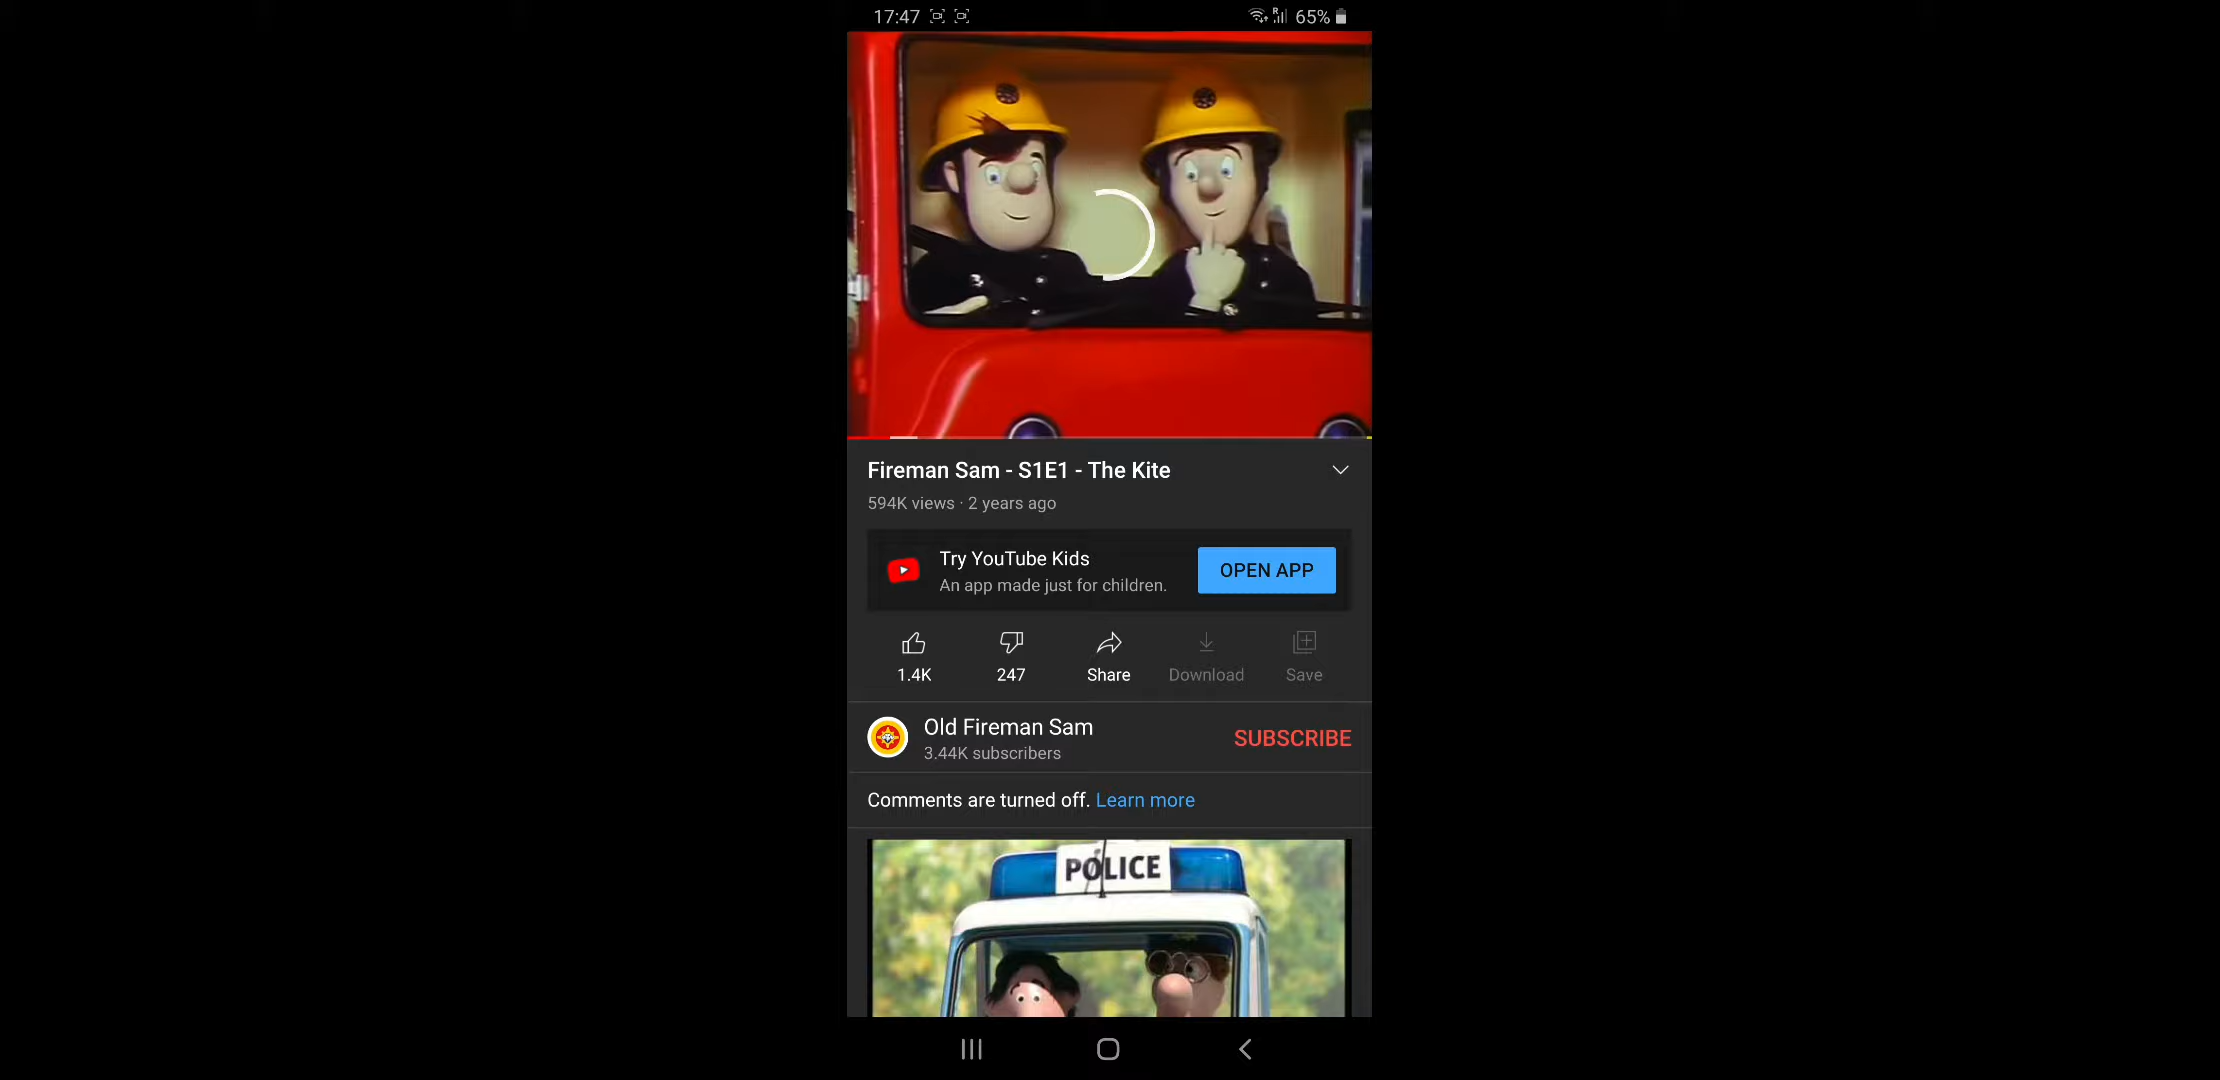 17:47
R
65%
Fireman Sam - S1E1 - The Kite
594K views · 2 years ago
Try YouTube Kids
An app made just for children.
OPEN APP
1.4K
247
Share
Download
Save
Old Fireman Sam
3.44K subscribers
SUBSCRIBE
Comments are turned off. Learn more
POLICE